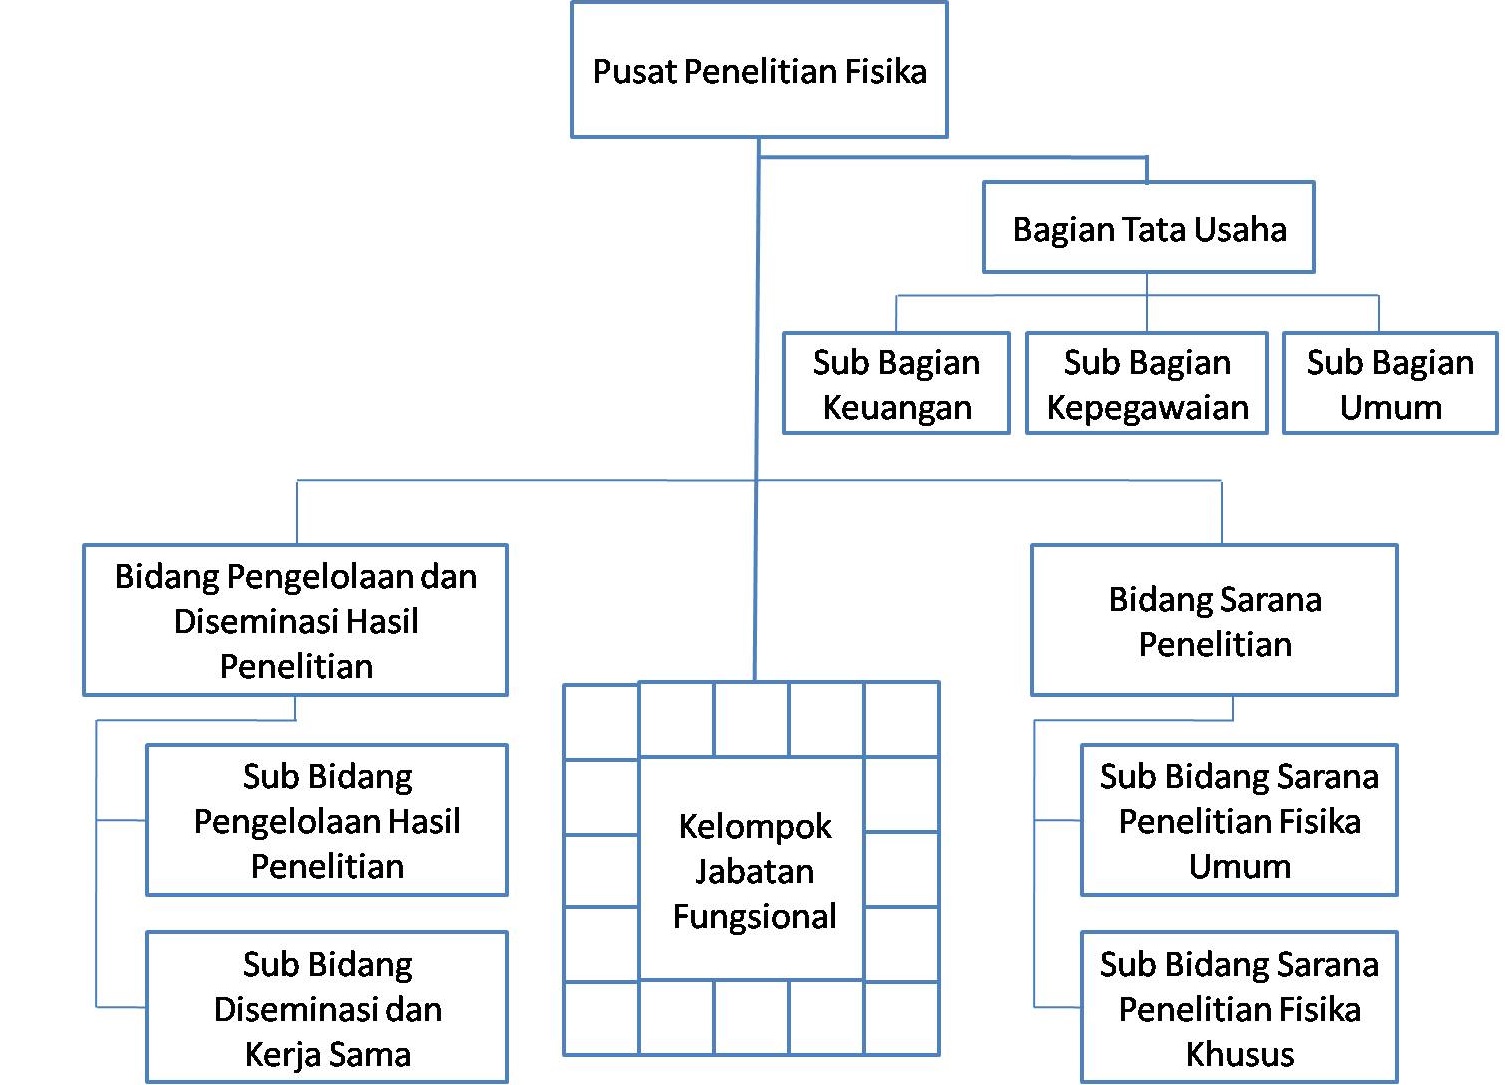 Pusat Penelitian Fisika
Bagian Tata Usaha
Sub Bagian
Keuangan
Sub Bagian
Kepegawaian
Sub Bagian
Umum
Bidang Pengelolaan dan
Diseminasi Hasil
Penelitian
Bidang Sarana
Penelitian
Sub Bidang
Pengelolaan Hasil
Penelitian
Sub Bidang
Diseminasi dan
Kerja Sama
Kelompok
Jabatan
Fungsional
Sub Bidang Sarana
Penelitian Fisika
Umum
Sub Bidang Sarana
Penelitian Fisika
Khusus